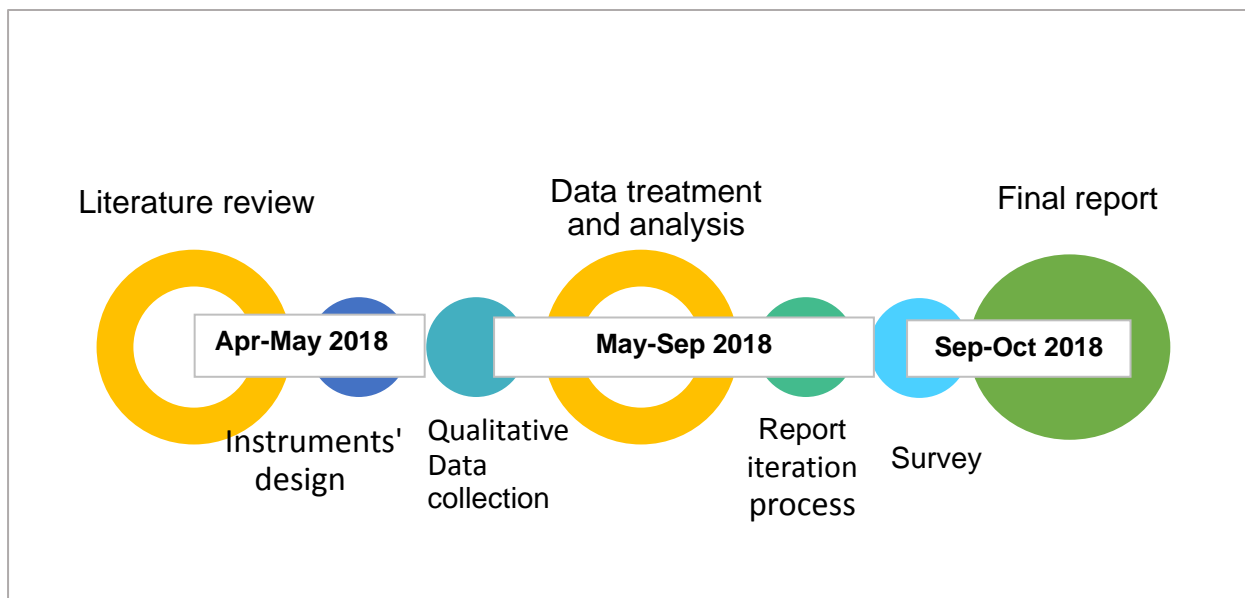 Literature review
Data treatment
and analysis
Final report
Apr-May 2018
May-Sep 2018
Sep-Oct 2018
Instruments'
design
Qualitative
Data
collection
Report
iteration
process
Survey